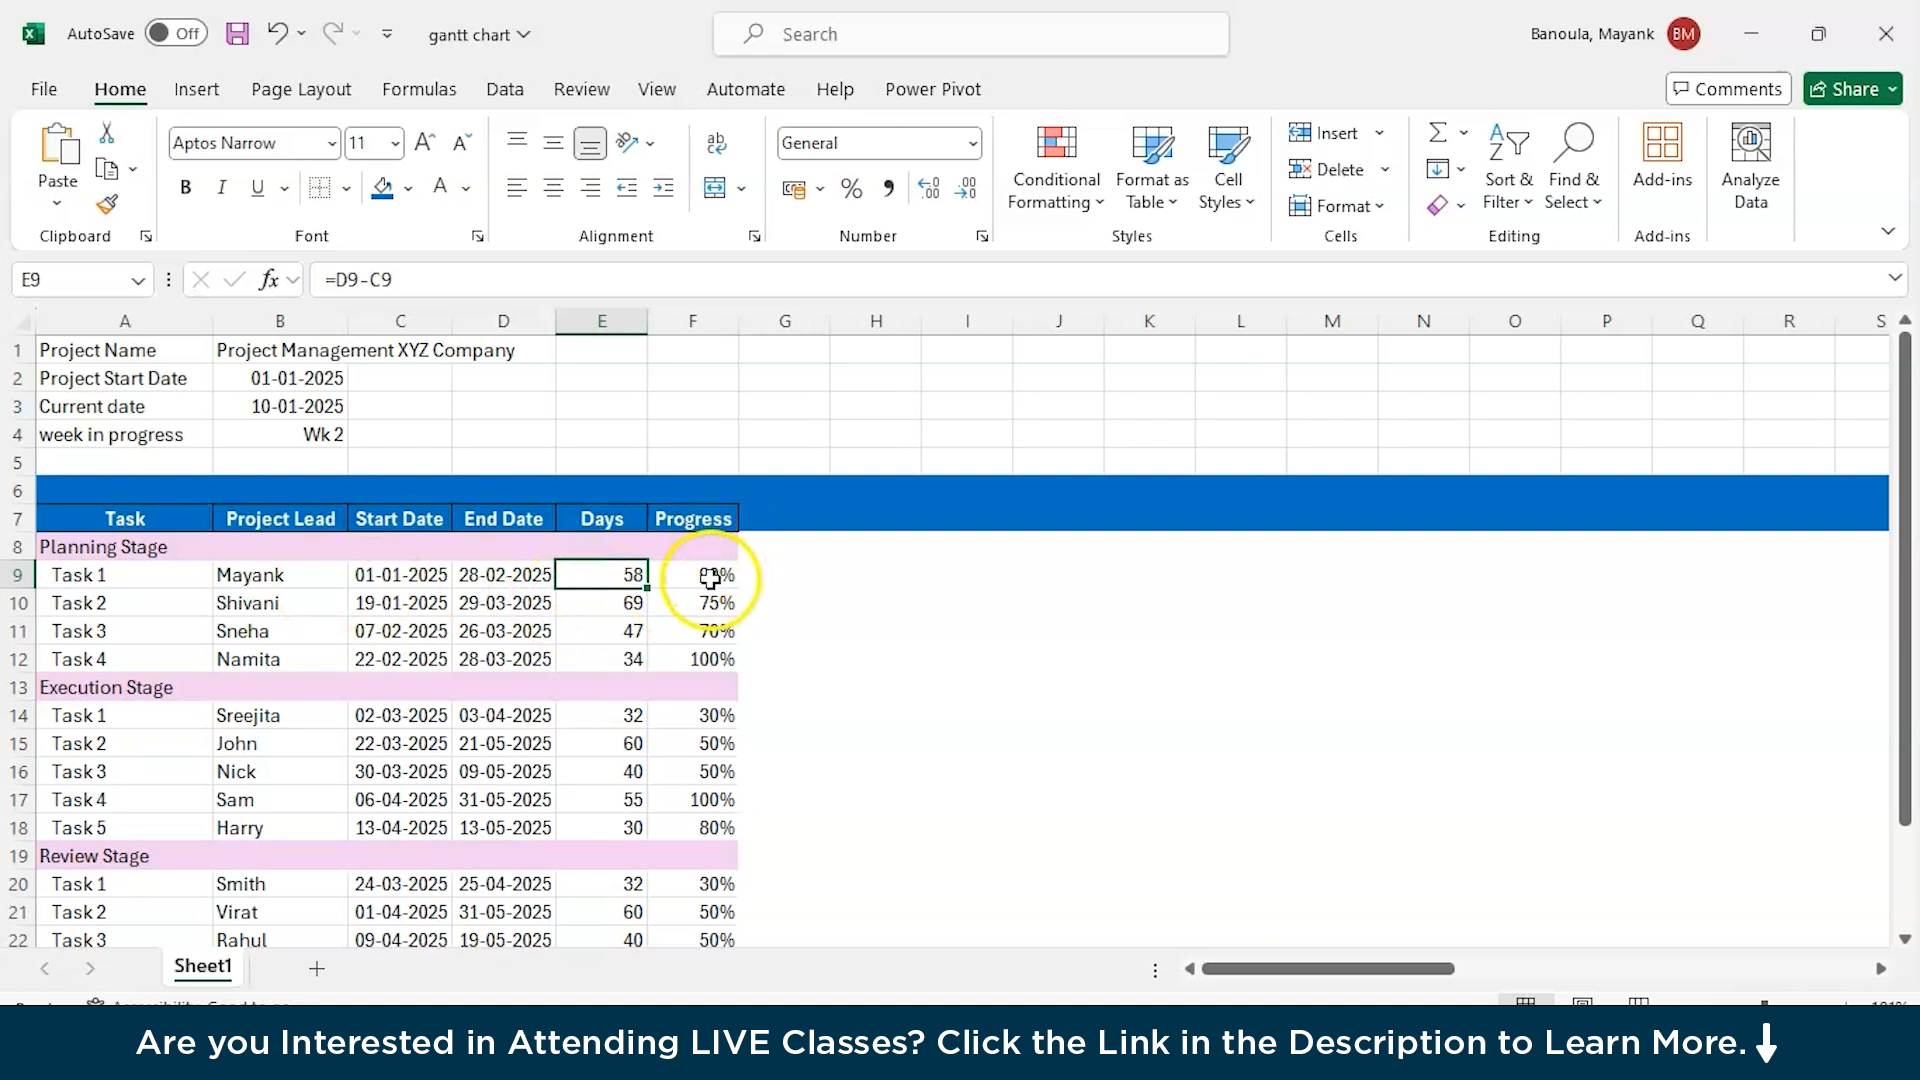 AutoSave Off gantt chart Search Banoula, Mayank BM
File Home Insert Page Layout Formulas Data Review View Automate Help Power Pivot Comments Share
Aptos Narrow 11 General Insert
Paste Conditional Formatting Format as Table Cell Styles Delete Sort & Filter Find & Select Add-ins Analyze Data
B I U A Format
Clipboard Font Alignment Number Styles Cells Editing Add-ins
E9 fx =D9-C9
A B C D E F G H I J K L M N O P Q R S
1 Project Name Project Management XYZ Company
2 Project Start Date 01-01-2025
3 Current date 10-01-2025
4 week in progress Wk 2
5
6
7 Task Project Lead Start Date End Date Days Progress
8 Planning Stage
9 Task 1 Mayank 01-01-2025 28-02-2025 58
10 Task 2 Shivani 19-01-2025 29-03-2025 69 75%
11 Task 3 Sneha 07-02-2025 26-03-2025 47 70%
12 Task 4 Namita 22-02-2025 28-03-2025 34 100%
13 Execution Stage
14 Task 1 Sreejita 02-03-2025 03-04-2025 32 30%
15 Task 2 John 22-03-2025 21-05-2025 60 50%
16 Task 3 Nick 30-03-2025 09-05-2025 40 50%
17 Task 4 Sam 06-04-2025 31-05-2025 55 100%
18 Task 5 Harry 13-04-2025 13-05-2025 30 80%
19 Review Stage
20 Task 1 Smith 24-03-2025 25-04-2025 32 30%
21 Task 2 Virat 01-04-2025 31-05-2025 60 50%
22 Task 3 Rahul 09-04-2025 19-05-2025 40 50%
Sheet1
Are you Interested in Attending LIVE Classes? Click the Link in the Description to Learn More.